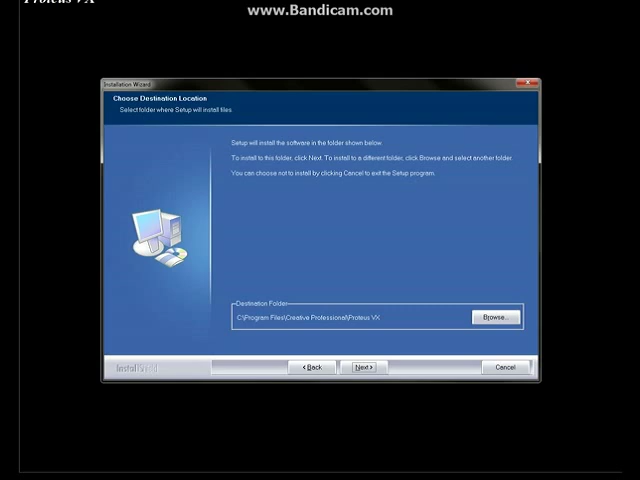 Proteus VX
www.Bandicam.com
Installation Wizard
Choose Destination Location
Select folder where Setup will install files
Setup will install the software in the folder shown below.
To install to this folder, click Next. To install to a different folder, click Browse and select another folder.
You can choose not to install by clicking Cancel to exit the Setup program.
Destination Folder
C:\Program Files\Creative Professional\Proteus VX
Browse...
< Back
Next >
Cancel